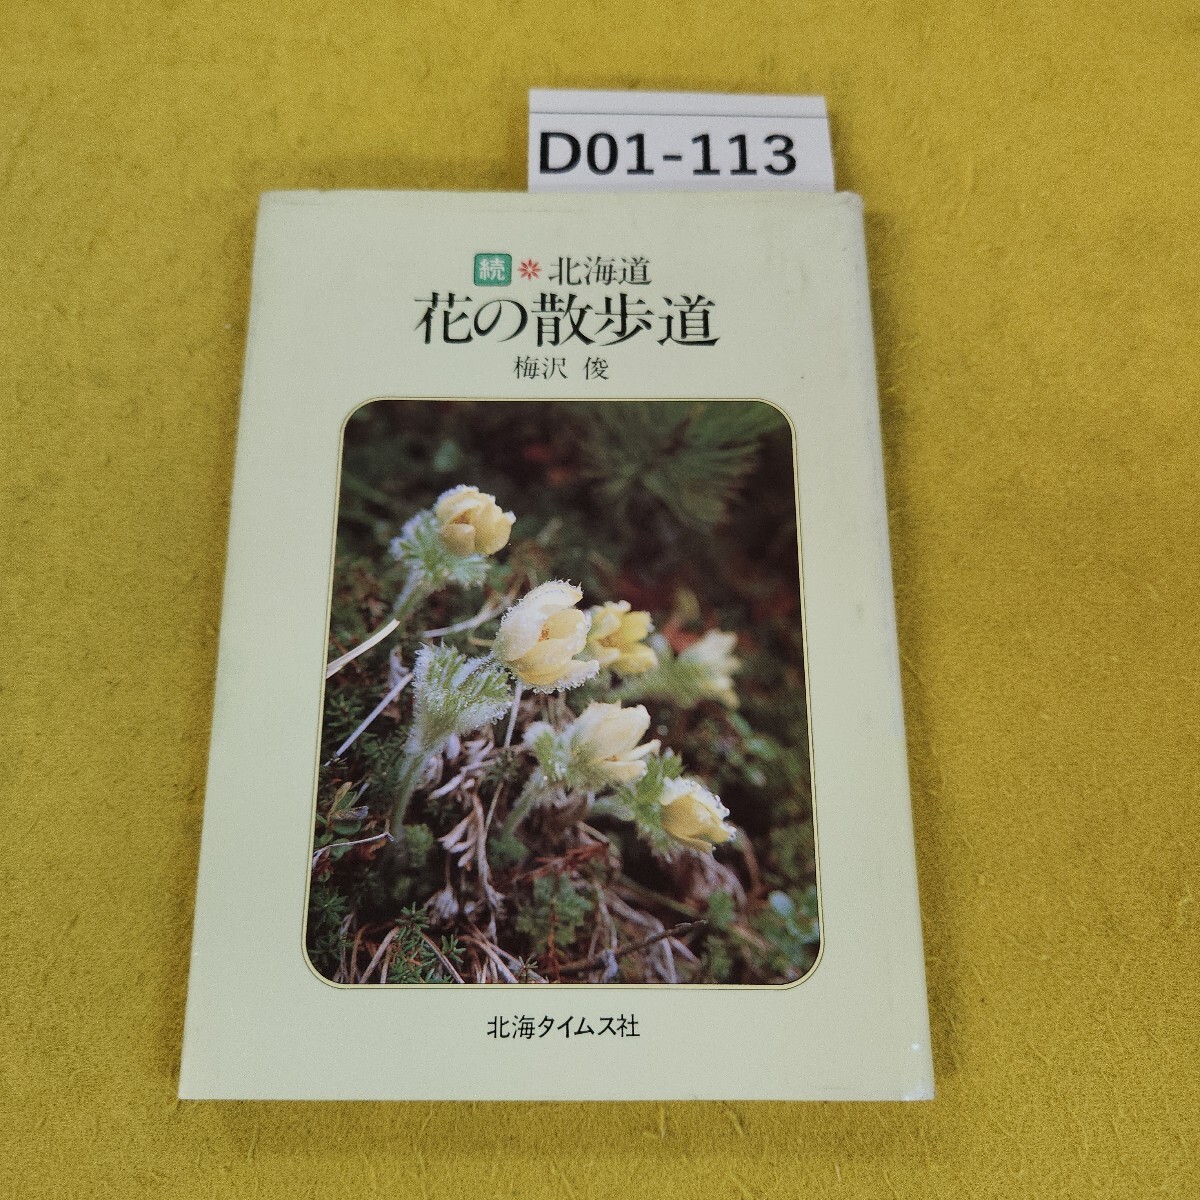 D01-113
続 北海道
花の散歩道
梅沢 俊
北海タイムス社